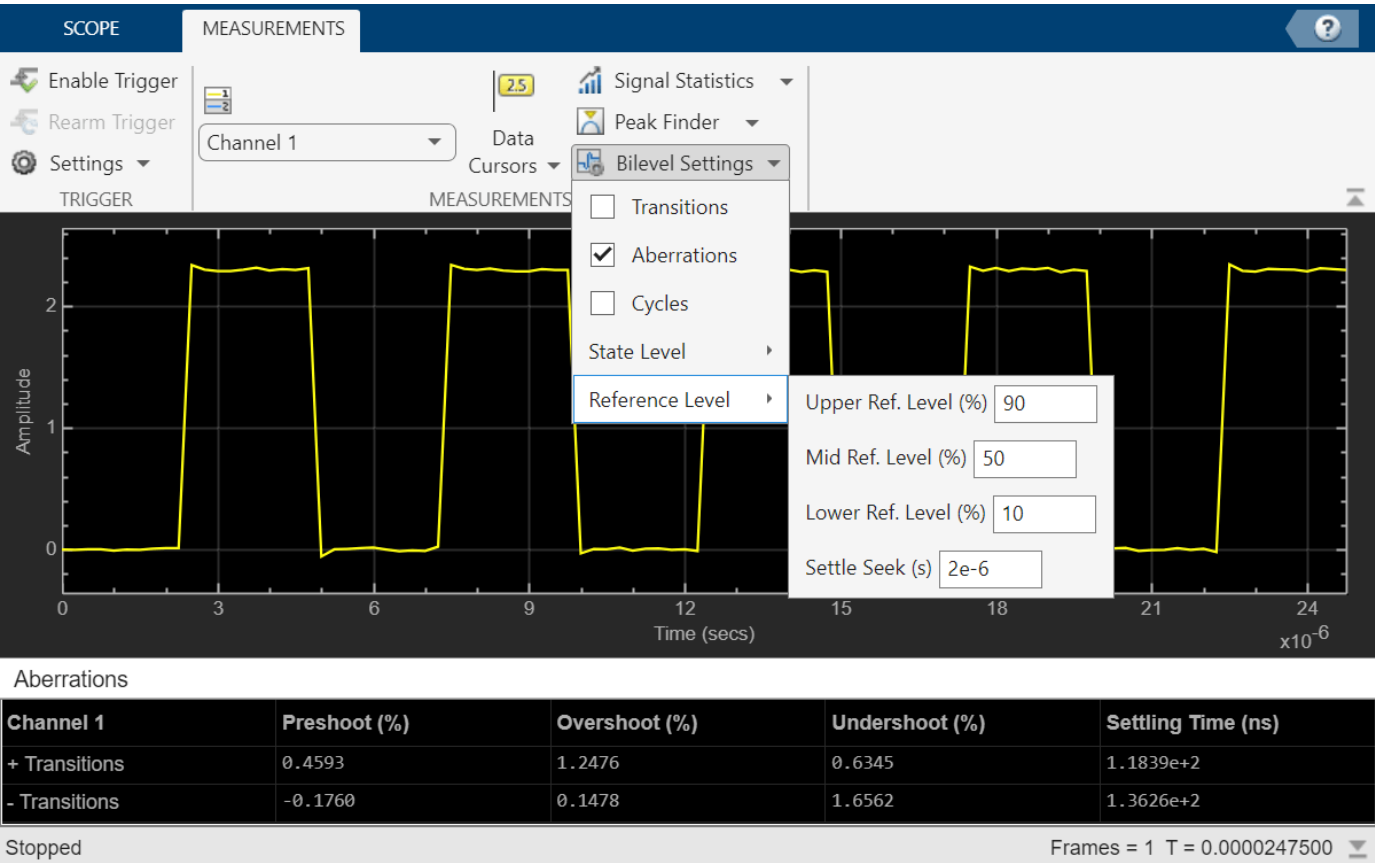 SCOPE MEASUREMENTS ?
Enable Trigger
Rearm Trigger
Settings
TRIGGER
1
2
Channel 1
2.5
Data
Cursors
Signal Statistics
Peak Finder
Bilevel Settings
MEASUREMENTS
Transitions
Aberrations
Cycles
State Level
Reference Level
Upper Ref. Level (%) 90
Mid Ref. Level (%) 50
Lower Ref. Level (%) 10
Settle Seek (s) 2e-6
Amplitude
2
1
0
0 3 6 9 12 15 18 21 24
Time (secs)
x10-6
Aberrations
Channel 1 Preshoot (%) Overshoot (%) Undershoot (%) Settling Time (ns)
+ Transitions 0.4593 1.2476 0.6345 1.1839e+2
- Transitions -0.1760 0.1478 1.6562 1.3626e+2
Stopped Frames = 1 T = 0.0000247500